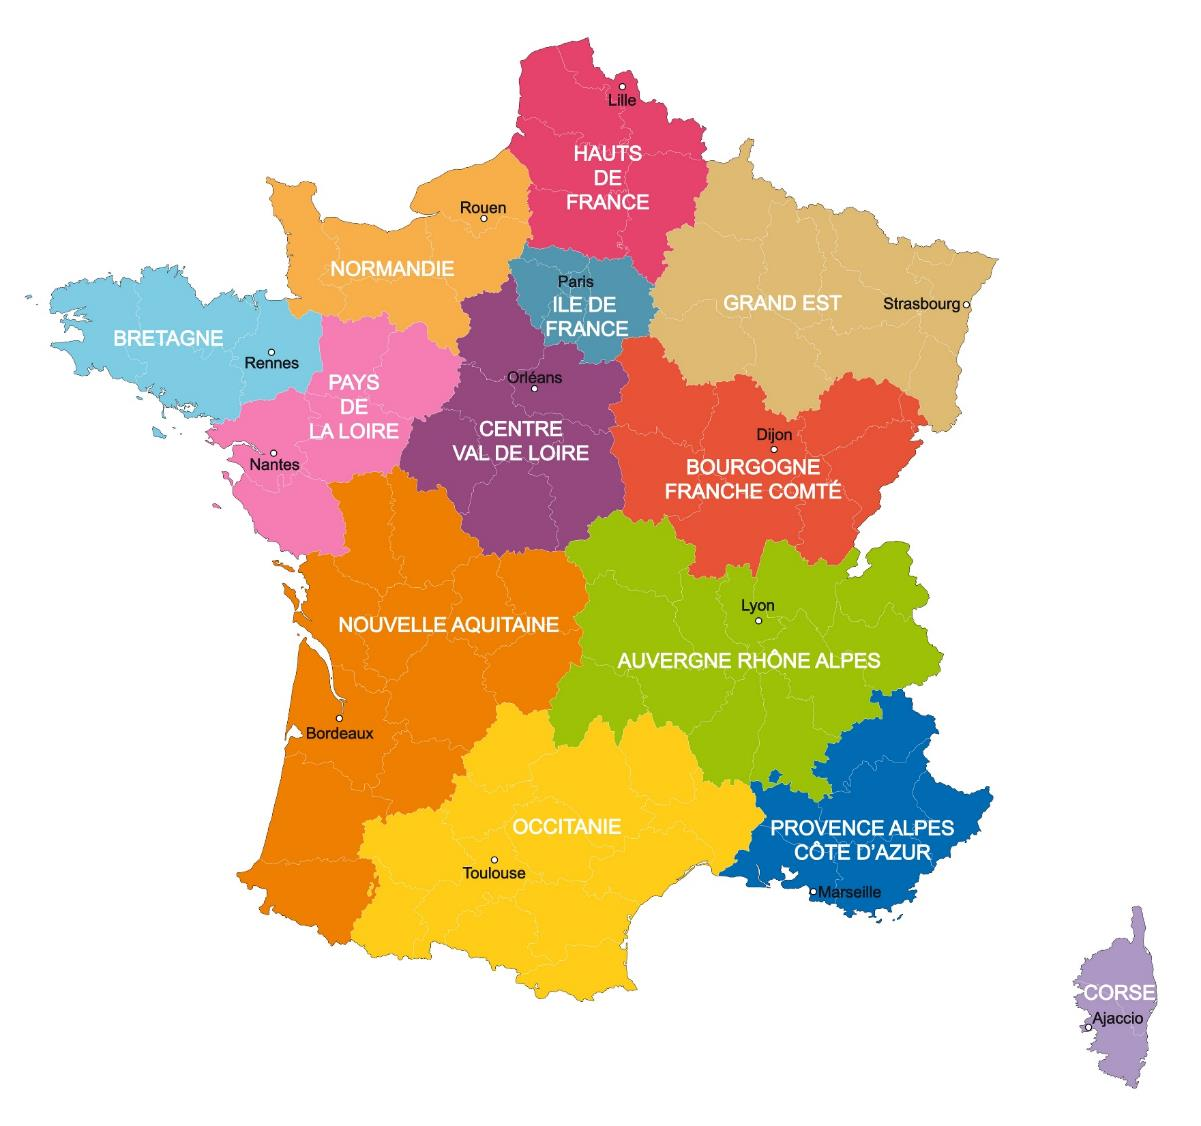 Lille
HAUTS
DE
FRANCE
Rouen
NORMANDIE
Paris
ILE DE
FRANCE
GRAND EST
Strasbourg
BRETAGNE
Rennes
PAYS
DE
LA LOIRE
Nantes
Orléans
CENTRE
VAL DE LOIRE
Dijon
BOURGOGNE
FRANCHE COMTÉ
NOUVELLE AQUITAINE
Bordeaux
Lyon
AUVERGNE RHÔNE ALPES
OCCITANIE
Toulouse
PROVENCE ALPES
CÔTE D’AZUR
Marseille
CORSE
Ajaccio